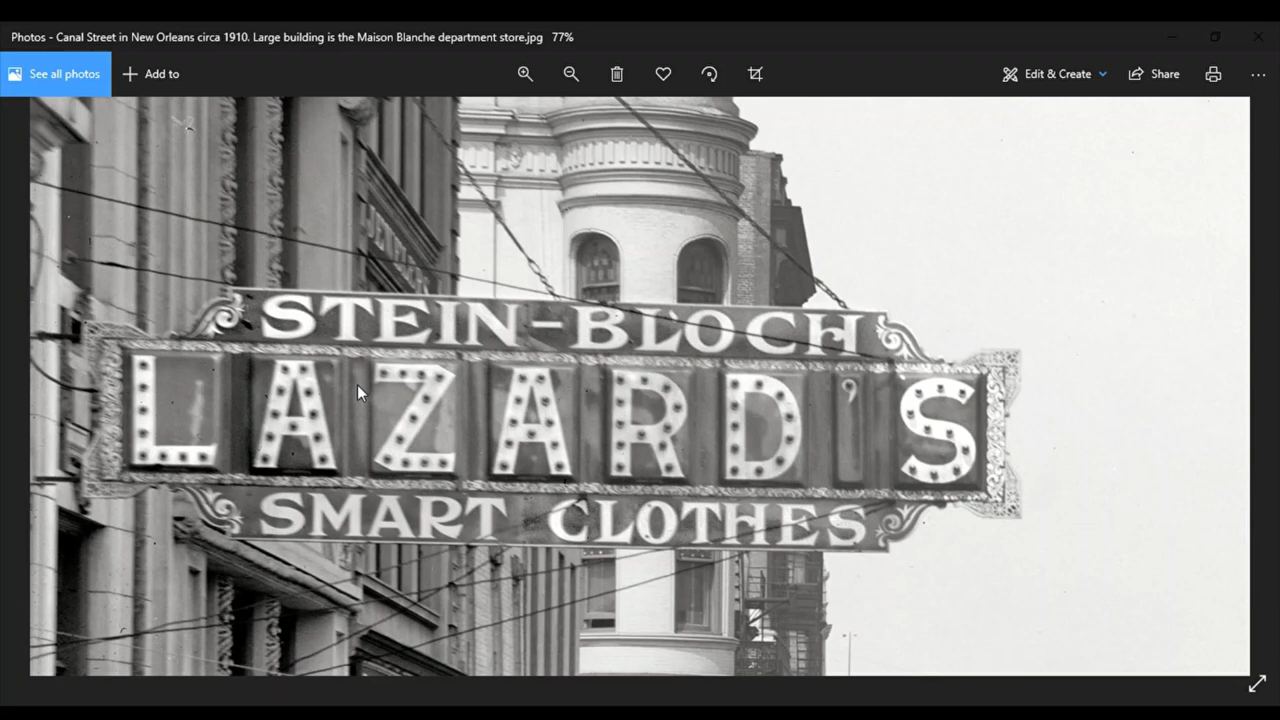 Photos - Canal Street in New Orleans circa 1910. Large building is the Maison Blanche department store.jpg 77%
See all photos
Add to
Edit & Create
Share
STEIN-BLOCH
LAZARD'S
SMART CLOTHES